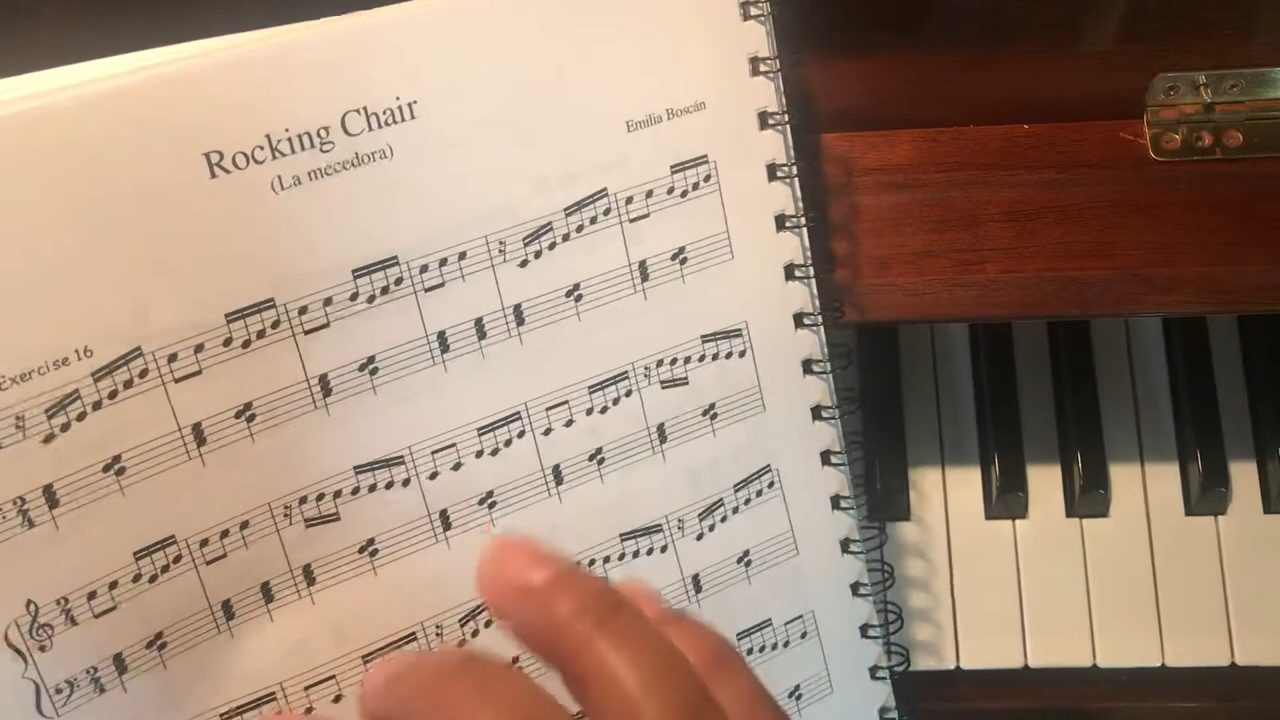 Rocking Chair
(La mecedora)
Emilia Boscán
Exercise 16